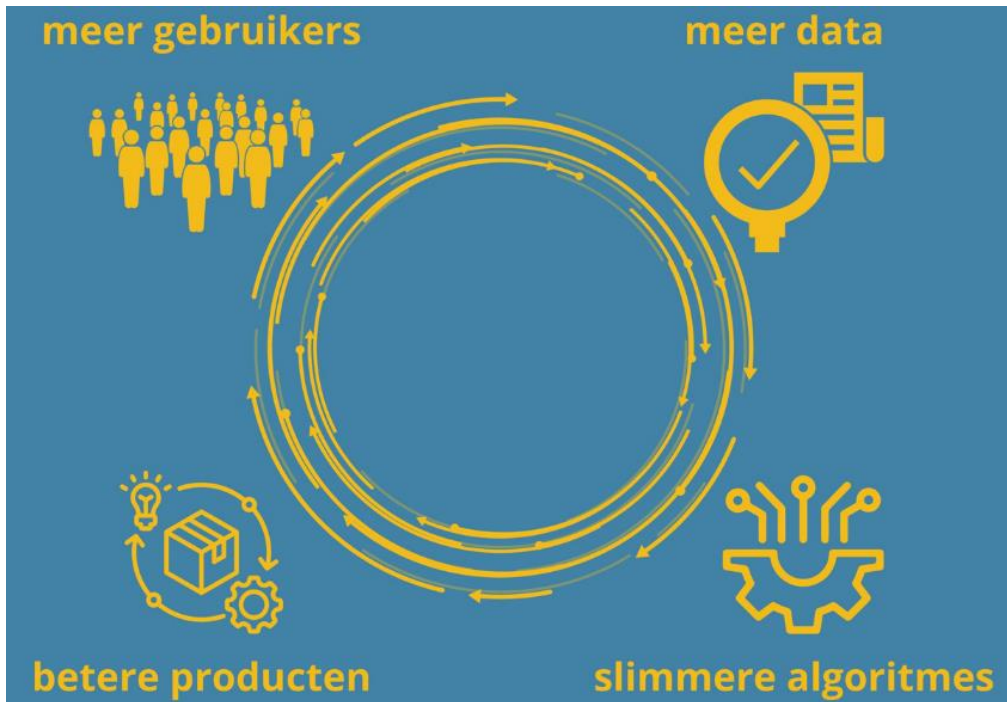 meer gebruikers
meer data
betere producten
slimmere algoritmes